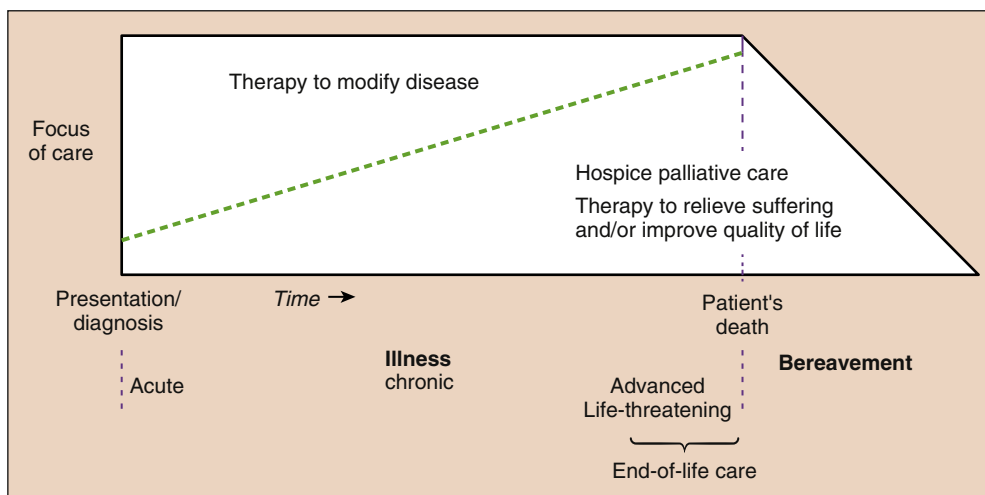 Therapy to modify disease
Focus
of care
Hospice palliative care
Therapy to relieve suffering
and/or improve quality of life
Presentation/
diagnosis
Time
Patient's
death
Acute
Illness
chronic
Bereavement
Advanced
Life-threatening
End-of-life care